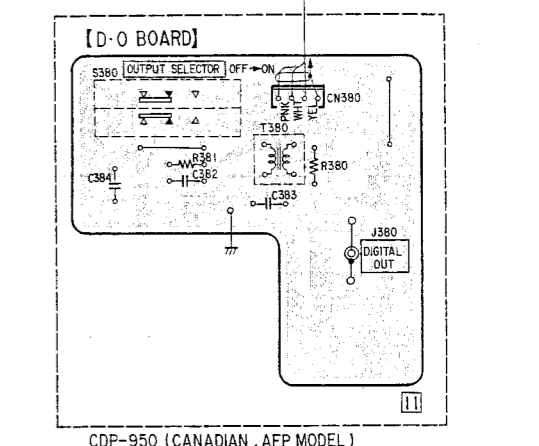 【D·O BOARD】
S380 OUTPUT SELECTOR OFF→ON
CN380
PNK
WHT
YEL
T380
R381
C382
R380
C384
C383
J380
DIGITAL
OUT
11
CDP-950 (CANADIAN, AEP MODEL)